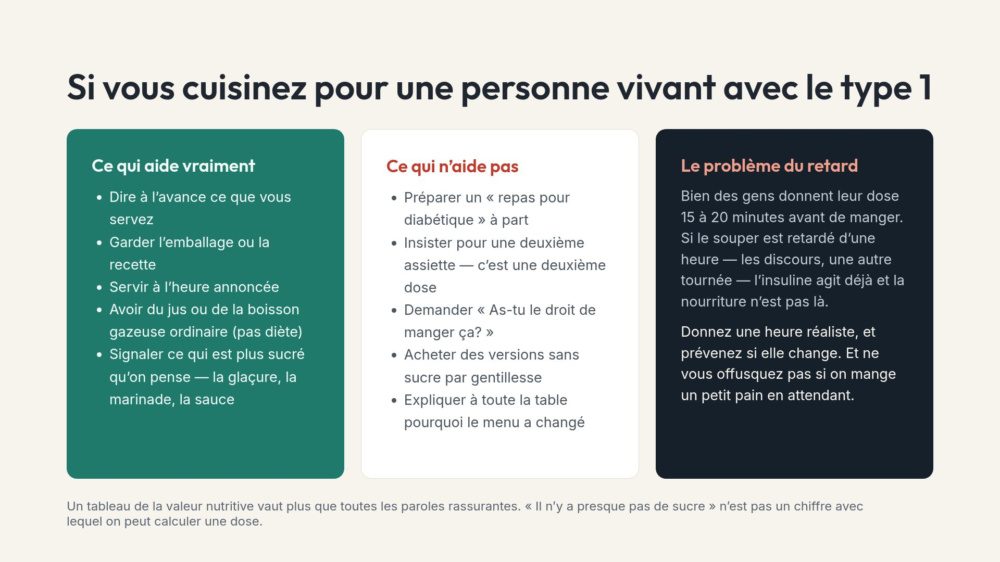 Si vous cuisinez pour une personne vivant avec le type 1
Ce qui aide vraiment
• Dire à l’avance ce que vous
servez
• Garder l’emballage ou la
recette
• Servir à l’heure annoncée
• Avoir du jus ou de la boisson
gazeuse ordinaire (pas diète)
• Signaler ce qui est plus sucré
qu’on pense — la glaçure, la
marinade, la sauce
Ce qui n’aide pas
• Préparer un « repas pour
diabétique » à part
• Insister pour une deuxième
assiette — c’est une deuxième
dose
• Demander « As-tu le droit de
manger ça? »
• Acheter des versions sans
sucre par gentillesse
• Expliquer à toute la table
pourquoi le menu a changé
Le problème du retard
Bien des gens donnent leur dose
15 à 20 minutes avant de manger.
Si le souper est retardé d’une
heure — les discours, une autre
tournée — l’insuline agit déjà et la
nourriture n’est pas là.
Donnez une heure réaliste, et
prévenez si elle change. Et ne
vous offusquez pas si on mange
un petit pain en attendant.
Un tableau de la valeur nutritive vaut plus que toutes les paroles rassurantes. « Il n’y a presque pas de sucre » n’est pas un chiffre avec
lequel on peut calculer une dose.